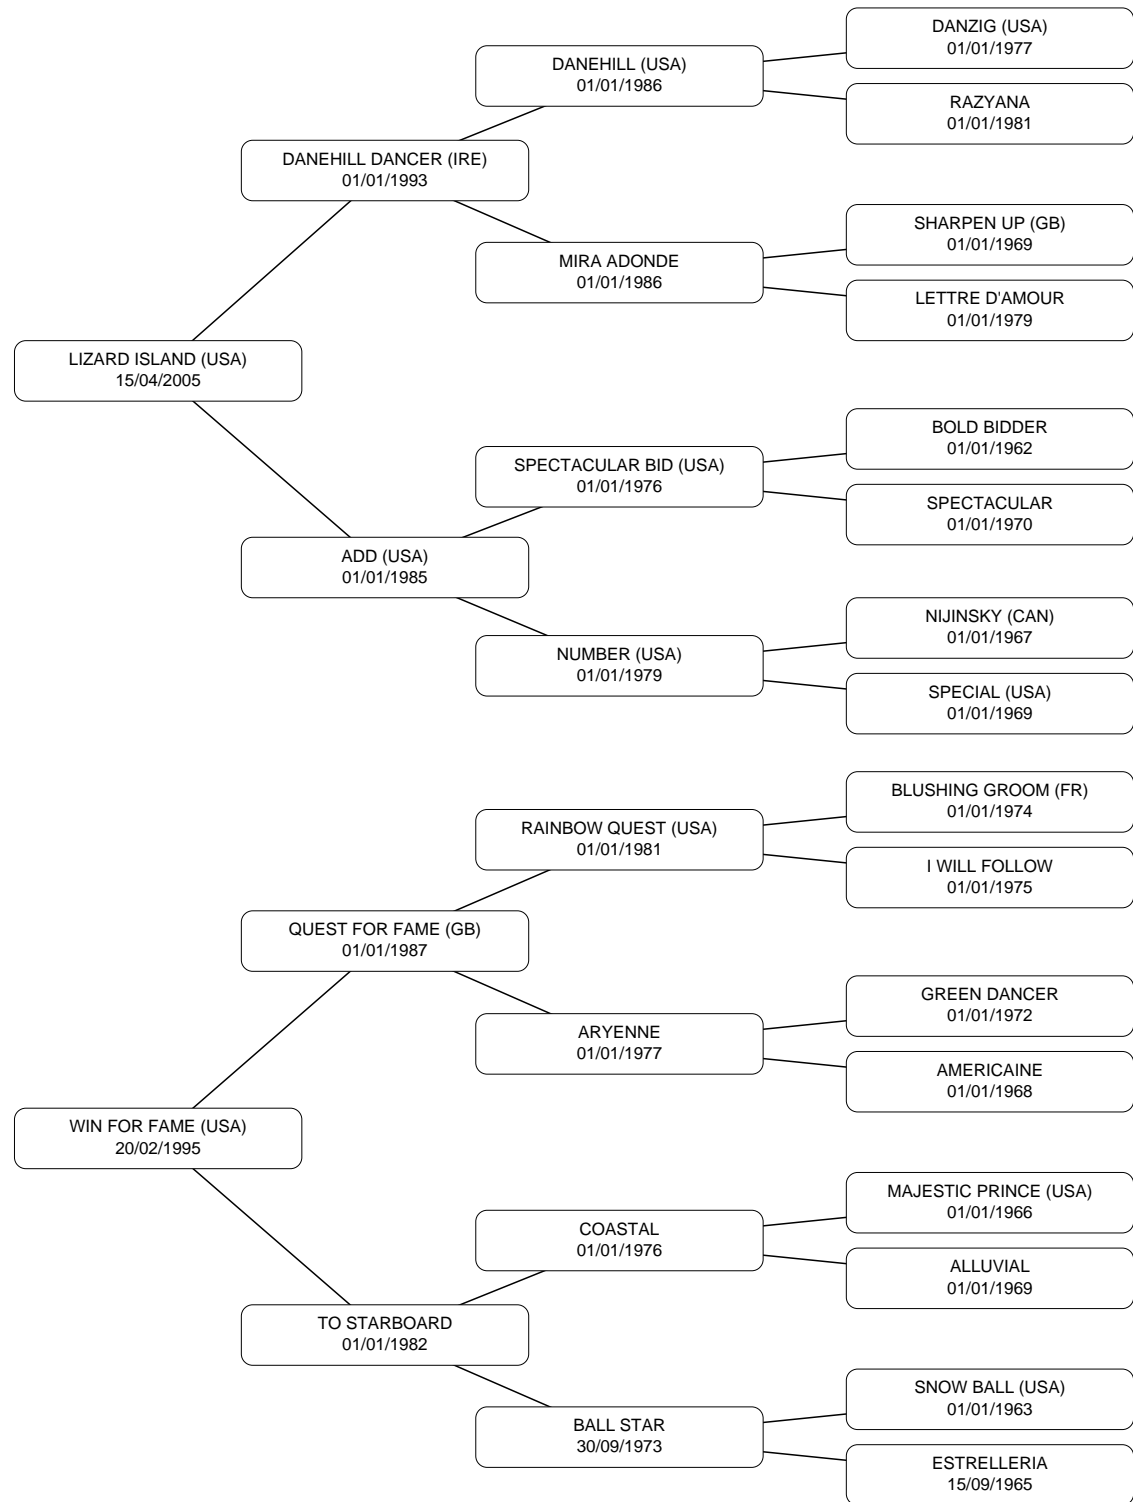 DANZIG (USA)
01/01/1977
DANEHILL (USA)
01/01/1986
RAZYANA
01/01/1981
DANEHILL DANCER (IRE)
01/01/1993
SHARPEN UP (GB)
01/01/1969
MIRA ADONDE
01/01/1986
LETTRE D'AMOUR
01/01/1979
LIZARD ISLAND (USA)
15/04/2005
BOLD BIDDER
01/01/1962
SPECTACULAR BID (USA)
01/01/1976
SPECTACULAR
01/01/1970
ADD (USA)
01/01/1985
NIJINSKY (CAN)
01/01/1967
NUMBER (USA)
01/01/1979
SPECIAL (USA)
01/01/1969
BLUSHING GROOM (FR)
01/01/1974
RAINBOW QUEST (USA)
01/01/1981
I WILL FOLLOW
01/01/1975
QUEST FOR FAME (GB)
01/01/1987
GREEN DANCER
01/01/1972
ARYENNE
01/01/1977
AMERICAINE
01/01/1968
WIN FOR FAME (USA)
20/02/1995
MAJESTIC PRINCE (USA)
01/01/1966
COASTAL
01/01/1976
ALLUVIAL
01/01/1969
TO STARBOARD
01/01/1982
SNOW BALL (USA)
01/01/1963
BALL STAR
30/09/1973
ESTRELLERIA
15/09/1965